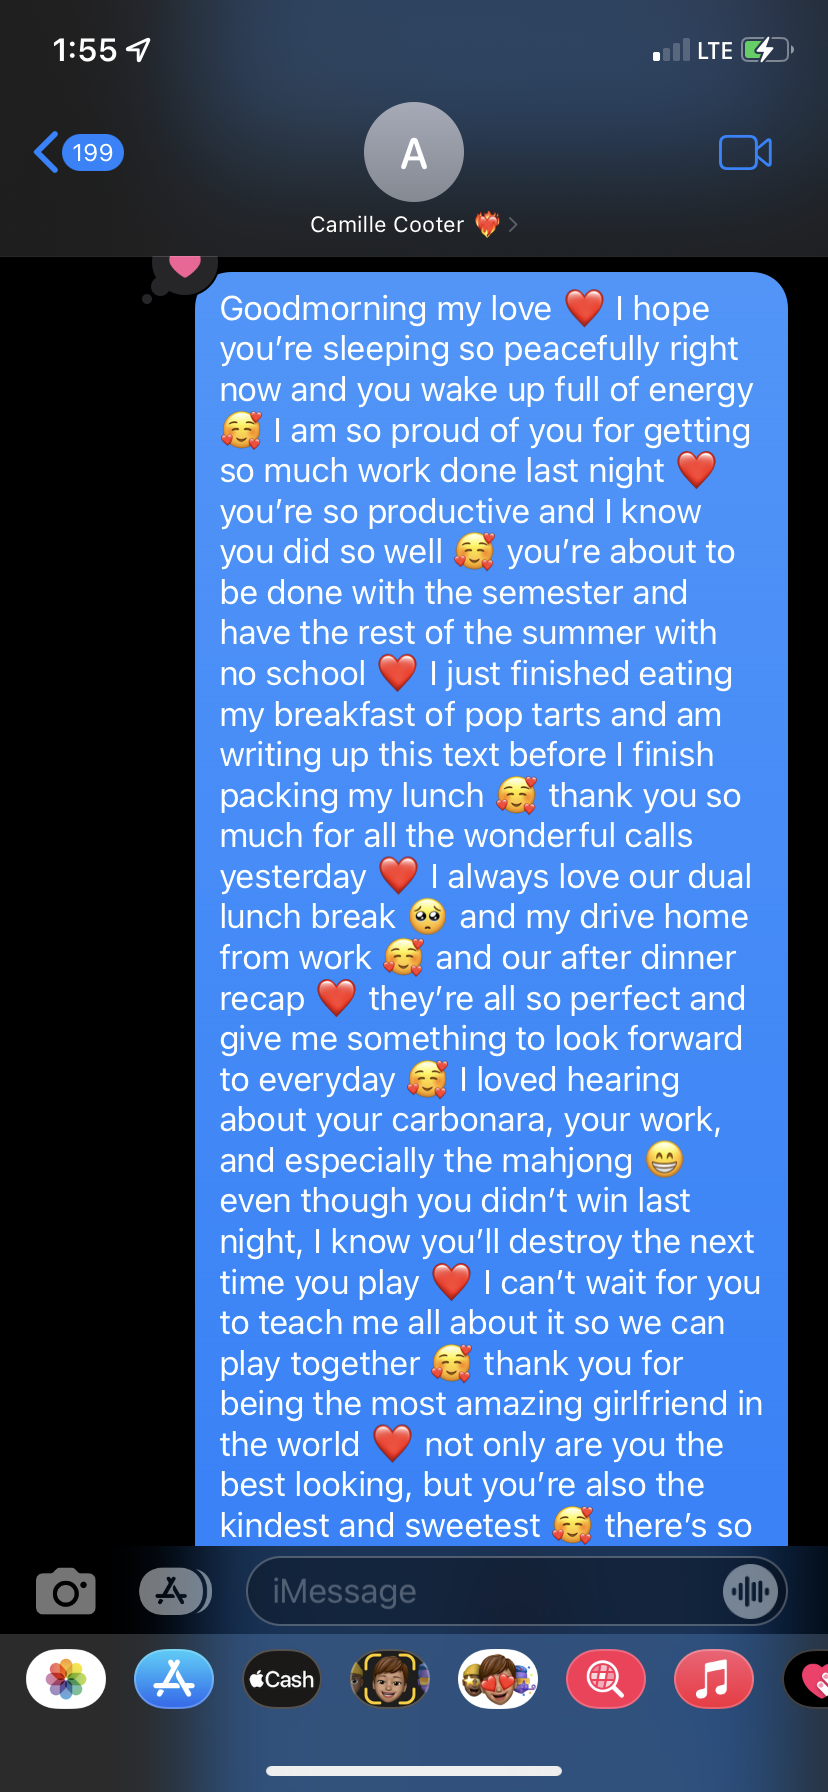 1:55
LTE
199
A
Camille Cooter ❤️‍🔥
Goodmorning my love ❤️ I hope
you’re sleeping so peacefully right
now and you wake up full of energy
🥰 I am so proud of you for getting
so much work done last night ❤️
you’re so productive and I know
you did so well 🥰 you’re about to
be done with the semester and
have the rest of the summer with
no school ❤️ I just finished eating
my breakfast of pop tarts and am
writing up this text before I finish
packing my lunch 🥰 thank you so
much for all the wonderful calls
yesterday ❤️ I always love our dual
lunch break 🥺 and my drive home
from work 🥰 and our after dinner
recap ❤️ they’re all so perfect and
give me something to look forward
to everyday 🥰 I loved hearing
about your carbonara, your work,
and especially the mahjong 😁
even though you didn’t win last
night, I know you’ll destroy the next
time you play ❤️ I can’t wait for you
to teach me all about it so we can
play together 🥰 thank you for
being the most amazing girlfriend in
the world ❤️ not only are you the
best looking, but you’re also the
kindest and sweetest 🥰 there’s so
iMessage
Cash